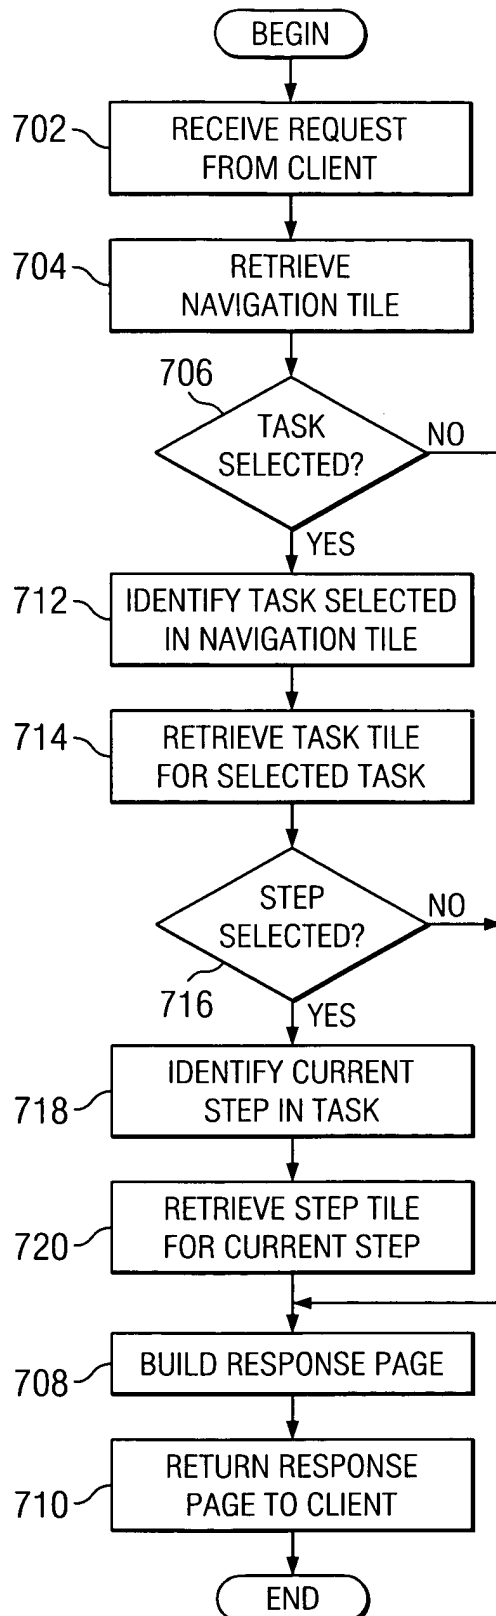 BEGIN
702
RECEIVE REQUEST
FROM CLIENT
704
RETRIEVE
NAVIGATION TILE
706
TASK
SELECTED?
NO
YES
712
IDENTIFY TASK SELECTED
IN NAVIGATION TILE
714
RETRIEVE TASK TILE
FOR SELECTED TASK
STEP
SELECTED?
NO
716
YES
718
IDENTIFY CURRENT
STEP IN TASK
720
RETRIEVE STEP TILE
FOR CURRENT STEP
708
BUILD RESPONSE PAGE
710
RETURN RESPONSE
PAGE TO CLIENT
END